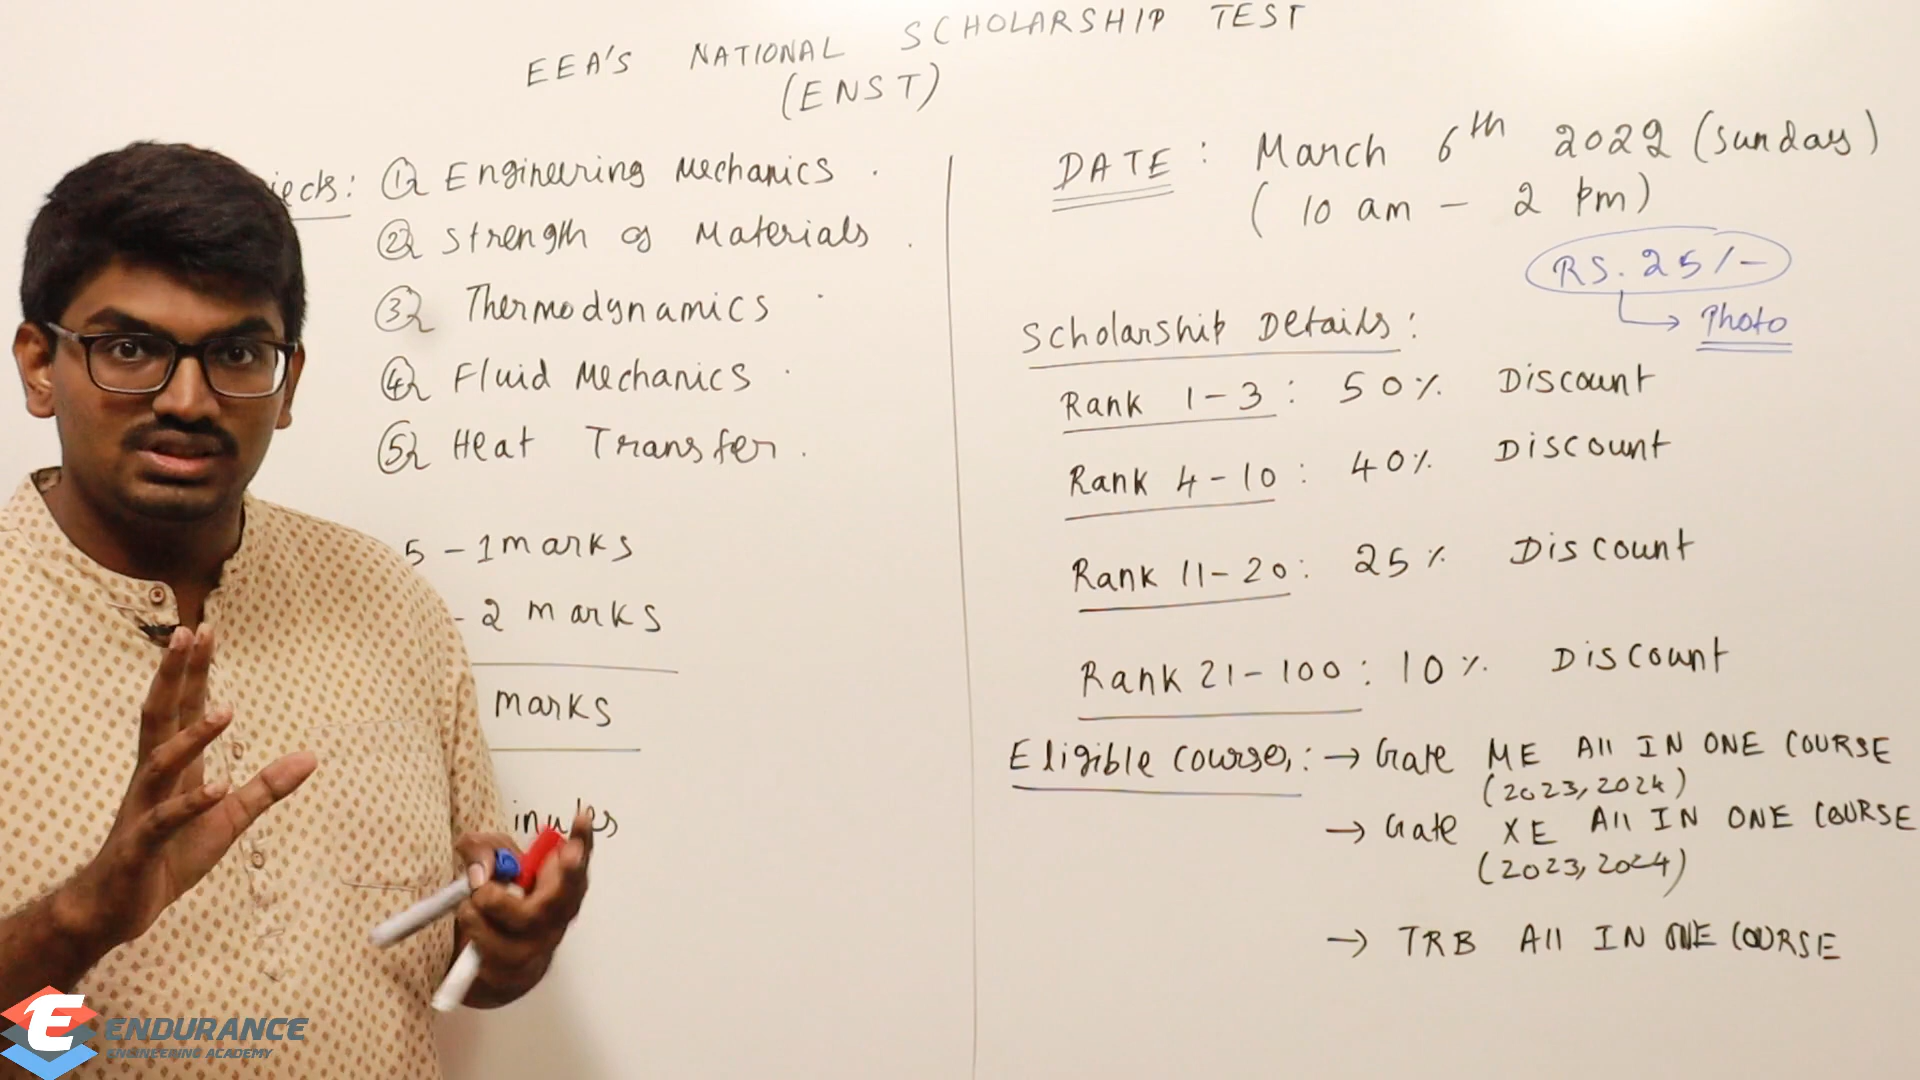 EEA'S NATIONAL SCHOLARSHIP TEST
(ENST)
jects:
① Engineering Mechanics.
② Strength of Materials.
③ Thermodynamics.
④ Fluid Mechanics.
⑤ Heat Transfer.
5 - 1 marks
- 2 marks
marks
inutes
DATE: March 6th 2022 (Sunday)
(10 am - 2 pm)
RS. 25/-
→ Photo
Scholarship Details:
Rank 1-3: 50% Discount
Rank 4-10: 40% Discount
Rank 11-20: 25% Discount
Rank 21-100: 10% Discount
Eligible courses: → Gate ME All IN ONE COURSE
(2023, 2024)
→ Gate XE All IN ONE COURSE
(2023, 2024)
→ TRB All IN ONE COURSE
E ENDURANCE
ENGINEERING ACADEMY